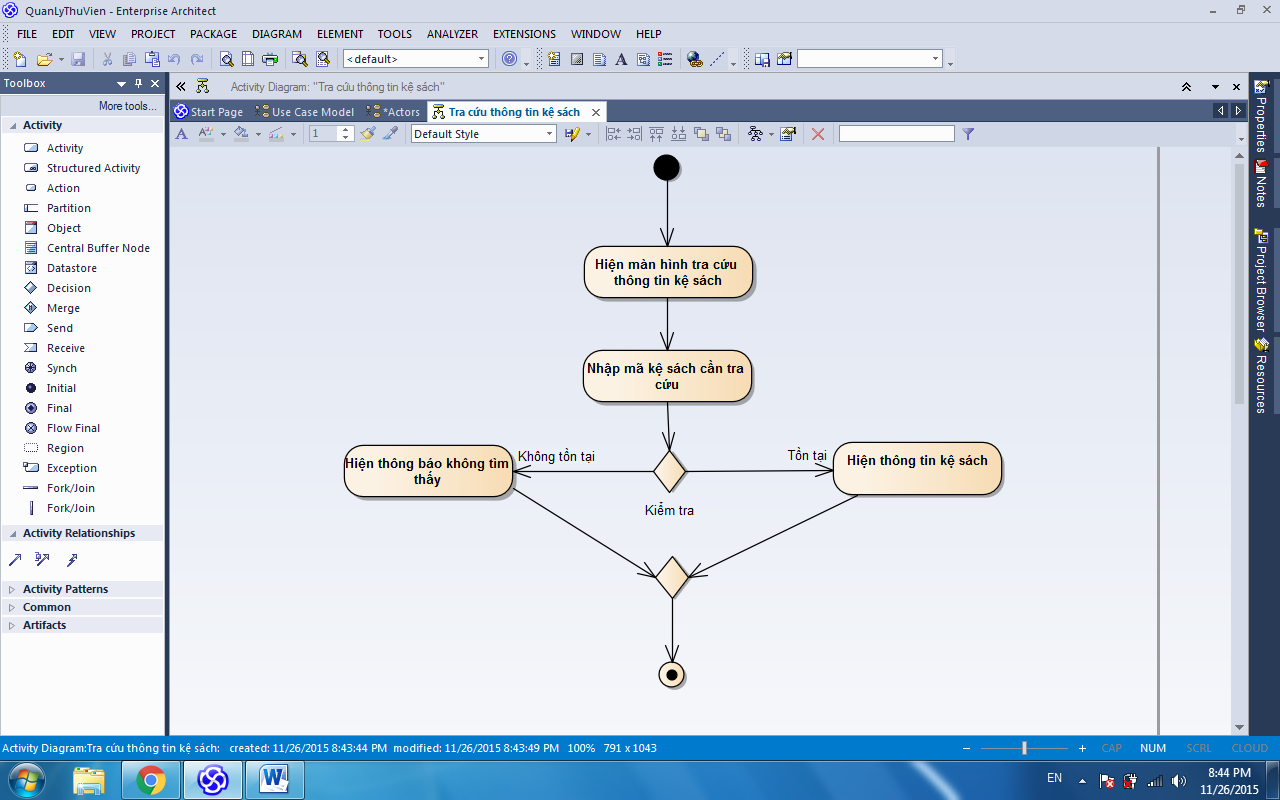 QuanLyThuVien - Enterprise Architect
FILE EDIT VIEW PROJECT PACKAGE DIAGRAM ELEMENT TOOLS ANALYZER EXTENSIONS WINDOW HELP
<default>
Toolbox
Activity Diagram: "Tra cứu thông tin kệ sách"
More tools...
Start Page Use Case Model *Actors Tra cứu thông tin kệ sách
1 Default Style
Activity
Activity
Structured Activity
Action
Partition
Object
Central Buffer Node
Datastore
Decision
Merge
Send
Receive
Synch
Initial
Final
Flow Final
Region
Exception
Fork/Join
Fork/Join
Activity Relationships
Activity Patterns
Common
Artifacts
Hiện màn hình tra cứu
thông tin kệ sách
Nhập mã kệ sách cần tra
cứu
Không tồn tại
Tồn tại
Hiện thông báo không tìm
thấy
Hiện thông tin kệ sách
Kiểm tra
Properties
Notes
Project Browser
Resources
Activity Diagram:Tra cứu thông tin kệ sách: created: 11/26/2015 8:43:44 PM modified: 11/26/2015 8:43:49 PM 100% 791 x 1043
CAP NUM SCRL CLOUD
EN
8:44 PM
11/26/2015